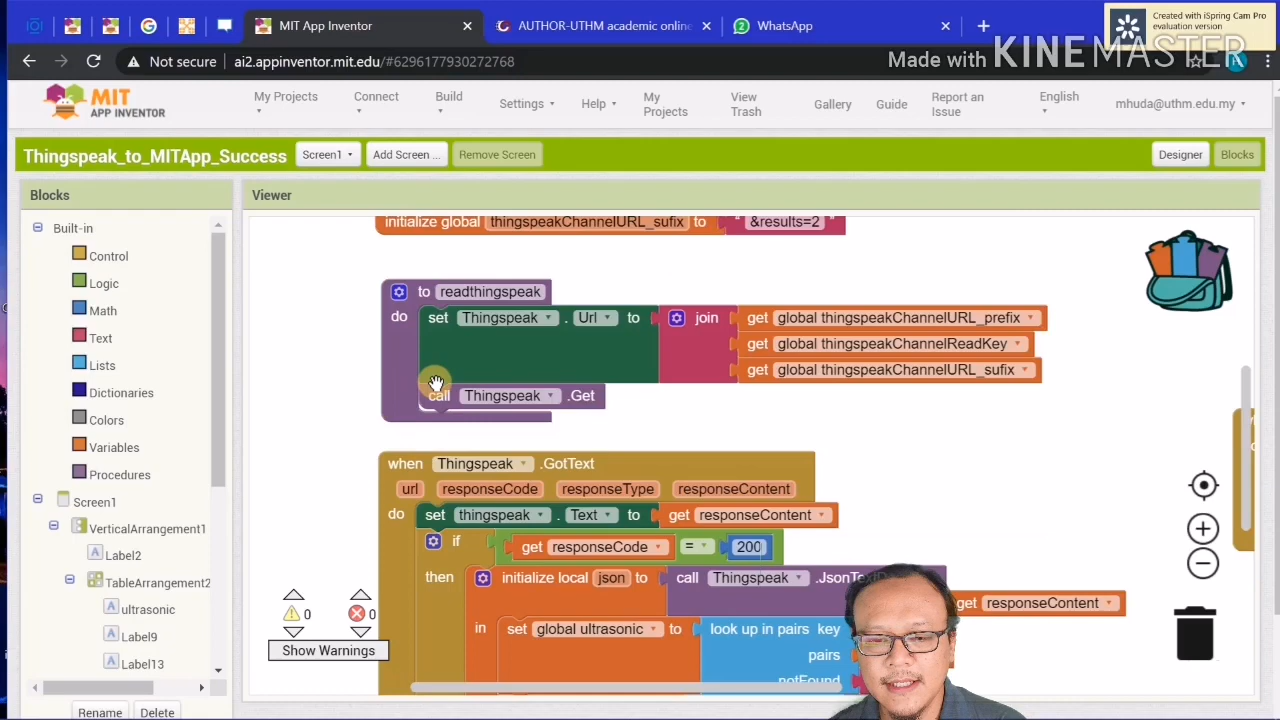 MIT App Inventor
AUTHOR-UTHM academic online
WhatsApp
Created with iSpring Cam Pro
evaluation version
Not secure
ai2.appinventor.mit.edu/#6296177930272768
Made with KINEMASTER
MIT
APP INVENTOR
My Projects
Connect
Build
Settings
Help
My
Projects
View
Trash
Gallery
Guide
Report an
Issue
English
mhuda@uthm.edu.my
Thingspeak_to_MITApp_Success
Screen1
Add Screen ...
Remove Screen
Designer
Blocks
Blocks
Viewer
Built-in
Control
Logic
Math
Text
Lists
Dictionaries
Colors
Variables
Procedures
Screen1
VerticalArrangement1
Label2
TableArrangement2
ultrasonic
Label9
Label13
Rename
Delete
initialize global thingspeakChannelURL_sufix to " &results=2 "
to readthingspeak
do set Thingspeak . Url to join get global thingspeakChannelURL_prefix
get global thingspeakChannelReadKey
get global thingspeakChannelURL_sufix
call Thingspeak .Get
when Thingspeak .GotText
url responseCode responseType responseContent
do set thingspeak . Text to get responseContent
if get responseCode = 200
then initialize local json to call Thingspeak
get responseContent
in set global ultrasonic to look up in pairs key
pairs
notFound
0 0
Show Warnings